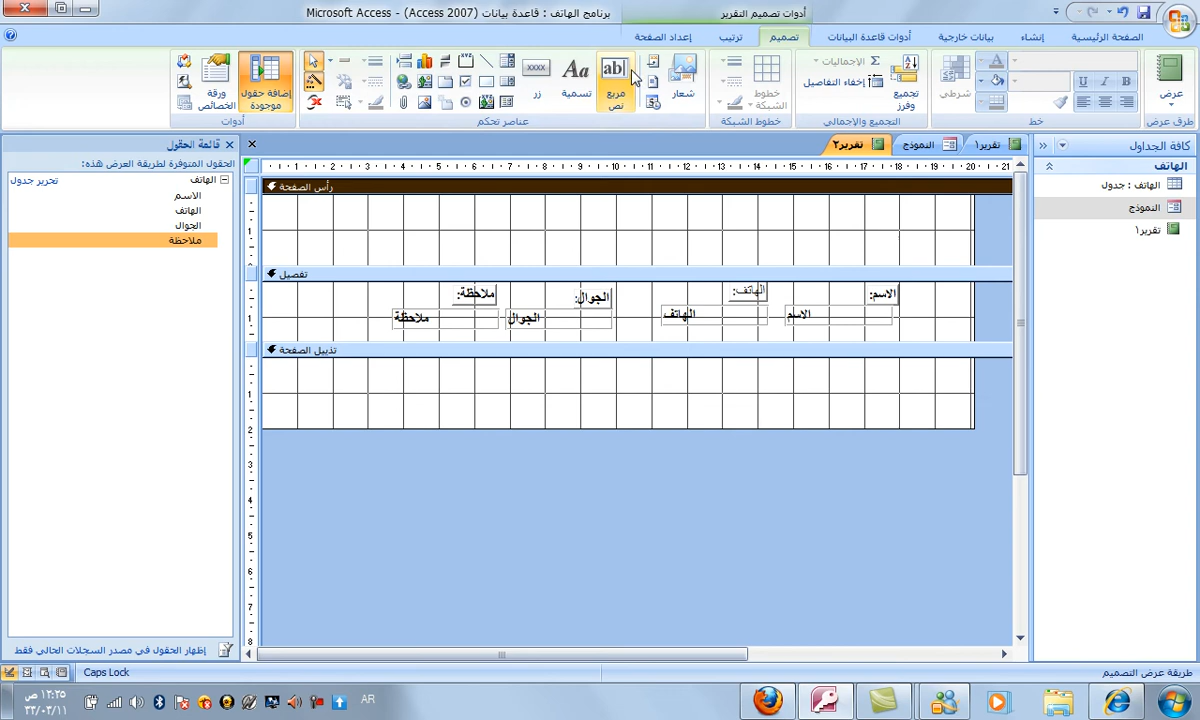 برنامج الهاتف : قاعدة بيانات (Access 2007) - Microsoft Access
أدوات تصميم التقرير
الصفحة الرئيسية
إنشاء
بيانات خارجية
أدوات قاعدة البيانات
تصميم
ترتيب
إعداد الصفحة
عرض
طرق عرض
شرطي
خط
تجميع وفرز
الإجماليات
إخفاء التفاصيل
التجميع والإجمالي
خطوط الشبكة
خطوط الشبكة
شعار
مربع نص
تسمية
زر
عناصر تحكم
إضافة حقول موجودة
ورقة الخصائص
أدوات
كافة الجداول
الهاتف
الهاتف : جدول
النموذج
تقرير١
تقرير١
النموذج
تقرير٢
رأس الصفحة
تفصيل
الاسم:
الهاتف:
الجوال:
ملاحظة:
الاسم
الهاتف
الجوال
ملاحظة
تذييل الصفحة
قائمة الحقول
الحقول المتوفرة لطريقة العرض هذه:
الهاتف
تحرير جدول
الاسم
الهاتف
الجوال
ملاحظة
إظهار الحقول في مصدر السجلات الحالي فقط
طريقة عرض التصميم
Caps Lock
AR
١٢:٣٥ ص
٣٣/٠٣/١١